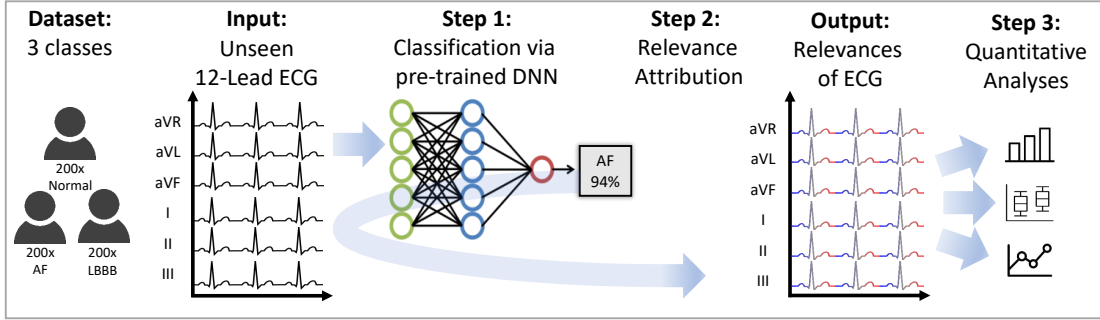 Dataset:
3 classes
200x
Normal
200x
AF
200x
LBBB
Input:
Unseen
12-Lead ECG
aVR
aVL
aVF
I
II
III
Step 1:
Classification via
pre-trained DNN
AF
94%
Step 2:
Relevance
Attribution
Output:
Relevances
of ECG
aVR
aVL
aVF
I
II
III
Step 3:
Quantitative
Analyses